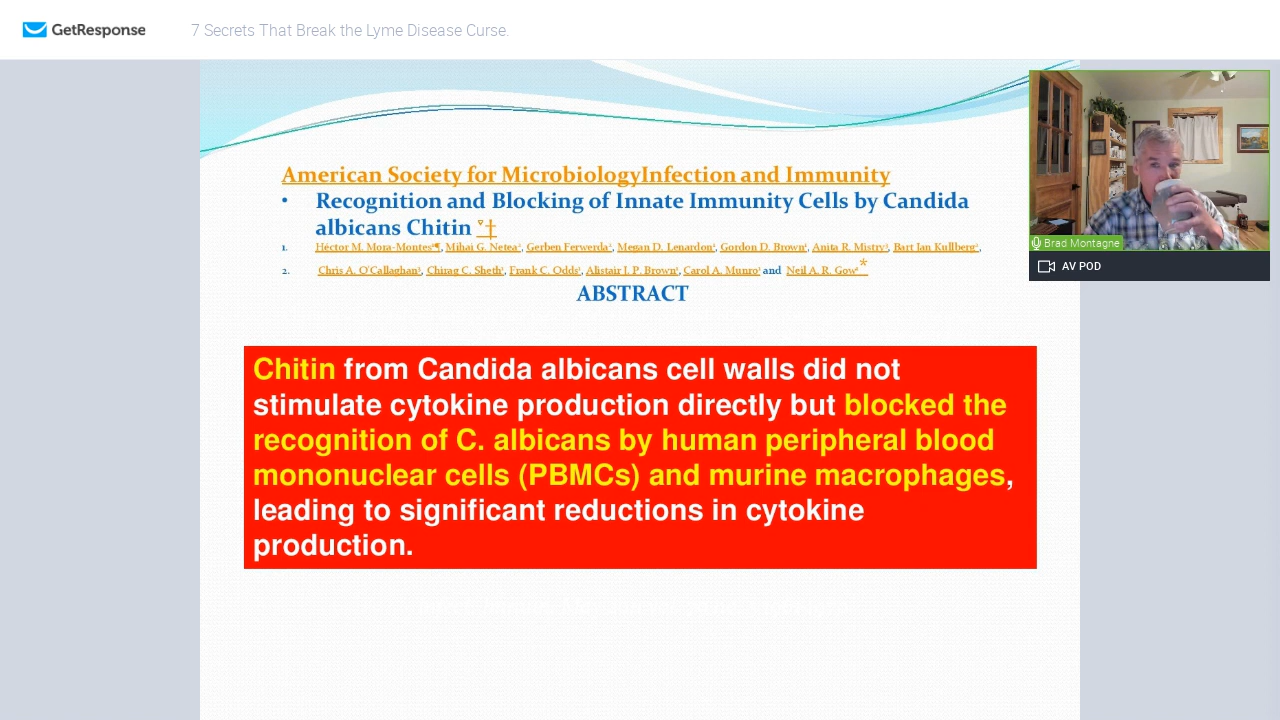 GetResponse
7 Secrets That Break the Lyme Disease Curse.
American Society for MicrobiologyInfection and Immunity
• Recognition and Blocking of Innate Immunity Cells by Candida
albicans Chitin ▿†
1. Héctor M. Mora-Montes, Mihai G. Netea, Gerben Ferwerda, Megan D. Lenardon, Gordon D. Brown, Anita R. Mistry, Bart Jan Kullberg,
2. Chris A. O'Callaghan, Chirag C. Sheth, Frank C. Odds, Alistair J. P. Brown, Carol A. Munro and Neil A. R. Gow*
ABSTRACT
Chitin from Candida albicans cell walls did not
stimulate cytokine production directly but blocked the
recognition of C. albicans by human peripheral blood
mononuclear cells (PBMCs) and murine macrophages,
leading to significant reductions in cytokine
production.
Brad Montagne
AV POD